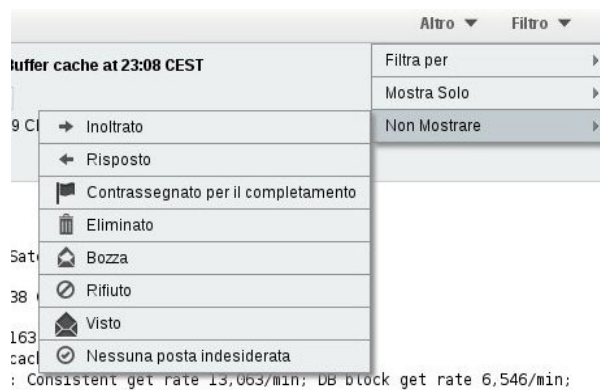 Altro Filtro
Buffer cache at 23:08 CEST
Filtra per
Mostra Solo
Non Mostrare
Inoltrato
Risposto
Contrassegnato per il completamento
Eliminato
Bozza
Rifiuto
Visto
Nessuna posta indesiderata
: Consistent get rate 13,063/min; DB block get rate 6,546/min;